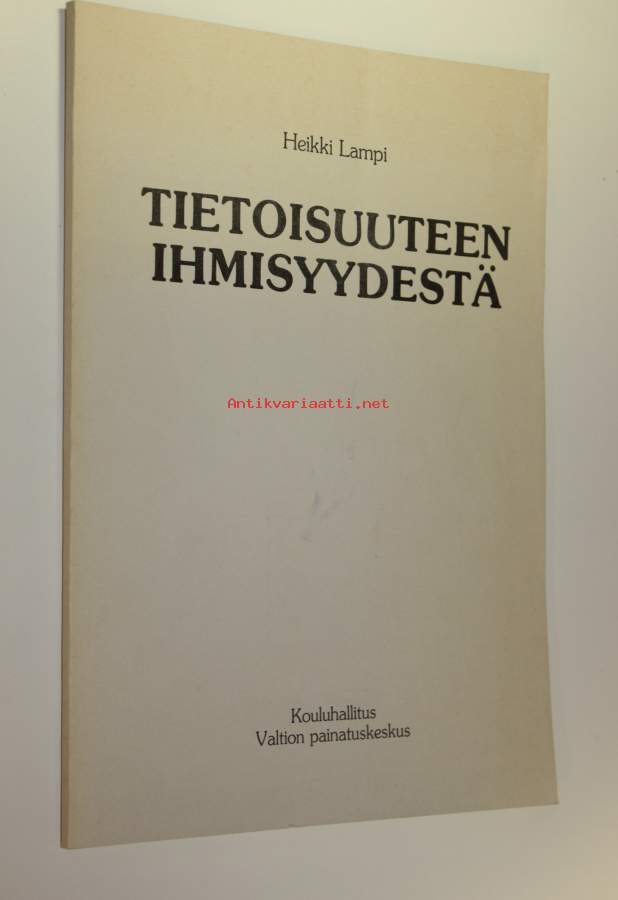 Heikki Lampi
TIETOISUUTEEN
IHMISYYDESTÄ
Antikvariaatti.net
Kouluhallitus
Valtion painatuskeskus